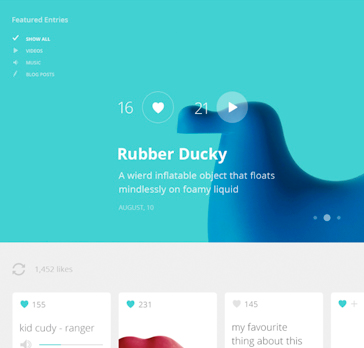 Featured Entries
SHOW ALL
VIDEOS
MUSIC
BLOG POSTS
16
21
Rubber Ducky
A wierd inflatable object that floats
mindlessly on foamy liquid
AUGUST, 10
1,452 likes
155
231
145
kid cudy - ranger
my favourite
thing about this